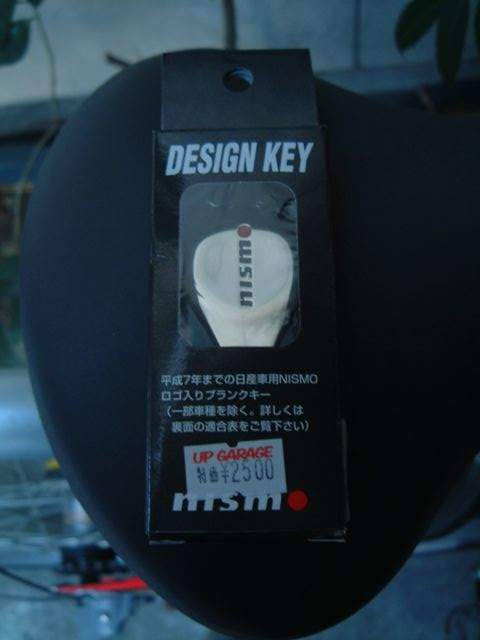 DESIGN KEY
nismo
平成7年までの日産車用NISMO
ロゴ入りブランクキー
(一部車種を除く。詳しくは
裏面の適合表をご覧下さい)
UP GARAGE
特価¥2500
nismo